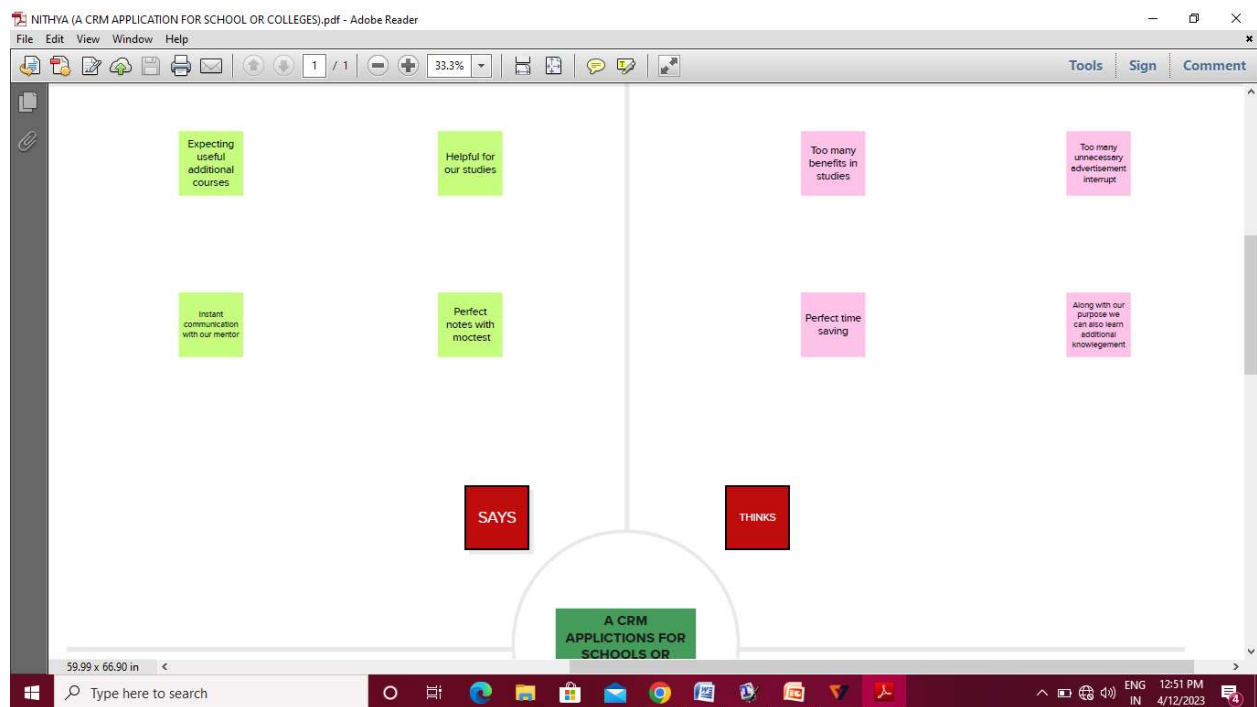 NITHYA (A CRM APPLICATION FOR SCHOOL OR COLLEGES).pdf - Adobe Reader
File Edit View Window Help
1 / 1 33.3% Tools Sign Comment
Expecting
useful
additional
courses
Helpful for
our studies
Too many
benefits in
studies
Too many
unnecessary
advertisement
interrupt
Instant
communication
with our mentor
Perfect
notes with
moctest
Perfect time
saving
Along with our
purpose we
can also learn
additional
knowlegement
SAYS
THINKS
A CRM
APPLICTIONS FOR
SCHOOLS OR
59.99 x 66.90 in
Type here to search
ENG 12:51 PM
IN 4/12/2023
4